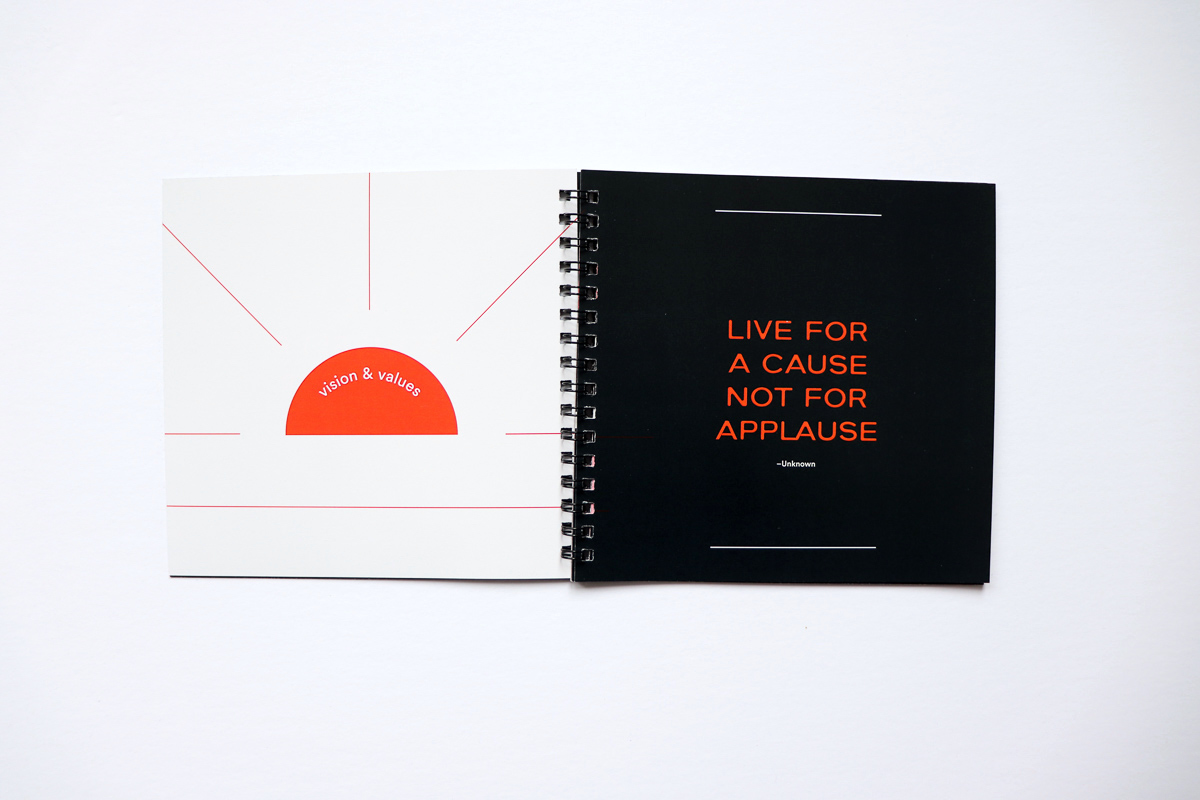 vision & values
LIVE FOR
A CAUSE
NOT FOR
APPLAUSE
–Unknown